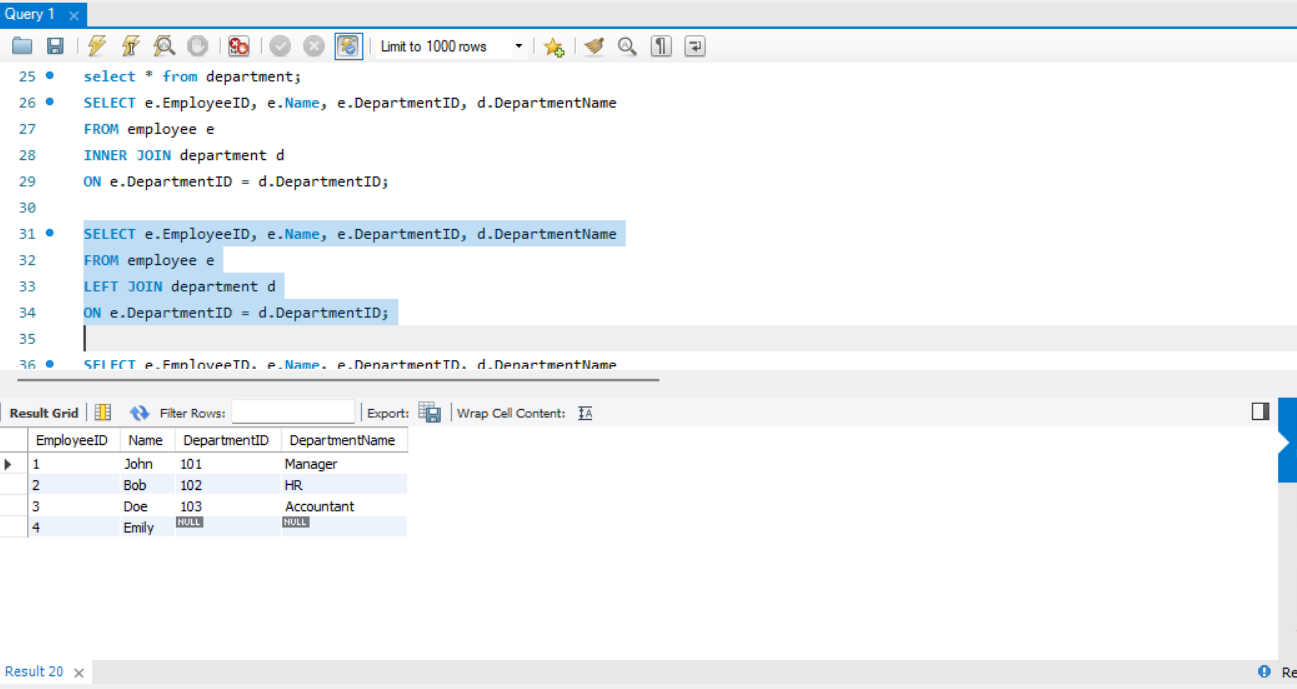 Query 1
Limit to 1000 rows
25 select * from department;
26 SELECT e.EmployeeID, e.Name, e.DepartmentID, d.DepartmentName
27 FROM employee e
28 INNER JOIN department d
29 ON e.DepartmentID = d.DepartmentID;
30
31 SELECT e.EmployeeID, e.Name, e.DepartmentID, d.DepartmentName
32 FROM employee e
33 LEFT JOIN department d
34 ON e.DepartmentID = d.DepartmentID;
35
36 SELECT e.EmployeeID, e.Name, e.DepartmentID, d.DepartmentName
Result Grid Filter Rows: Export: Wrap Cell Content: IA
EmployeeID Name DepartmentID DepartmentName
1 John 101 Manager
2 Bob 102 HR
3 Doe 103 Accountant
4 Emily NULL NULL
Result 20 Re